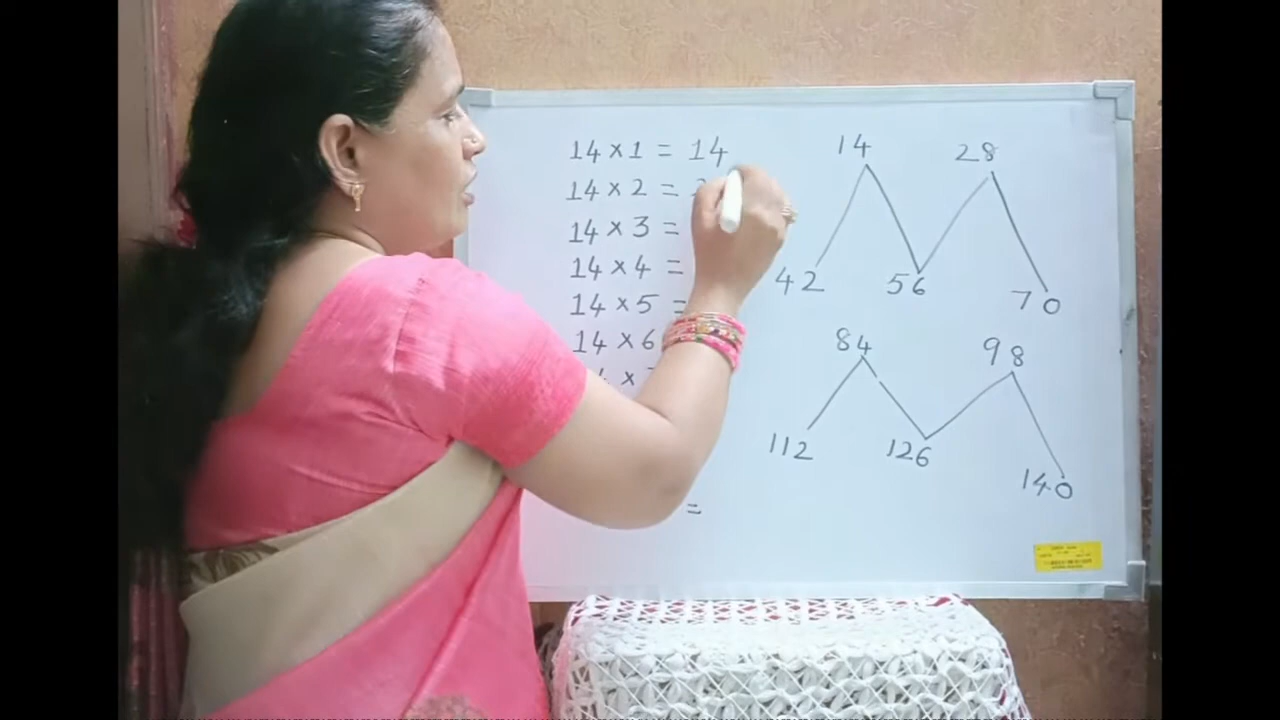 14 × 1 = 14
14 × 2 =
14 × 3 =
14 × 4 =
14 × 5 =
14 × 6
=
14 28
42 56 70
84 98
112 126 140